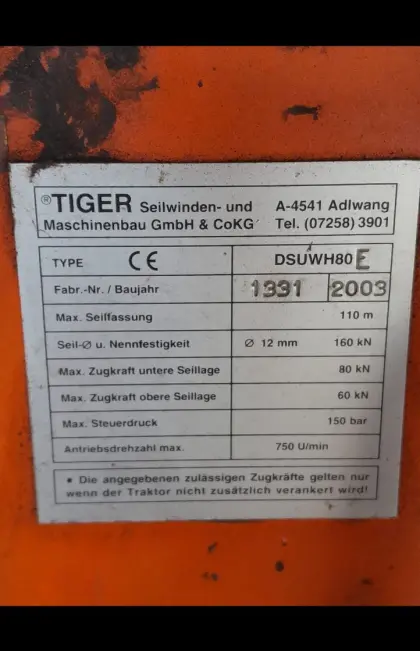 ®TIGER Seilwinden- und A-4541 Adlwang
Maschinenbau GmbH & CoKG Tel. (07258) 3901
TYPE CE DSUWH80E
Fabr.-Nr. / Baujahr 1331 2003
Max. Seilfassung 110 m
Seil-Ø u. Nennfestigkeit Ø 12 mm 160 kN
Max. Zugkraft untere Seillage 80 kN
Max. Zugkraft obere Seillage 60 kN
Max. Steuerdruck 150 bar
Antriebsdrehzahl max. 750 U/min
• Die angegebenen zulässigen Zugkräfte gelten nur
wenn der Traktor nicht zusätzlich verankert wird!